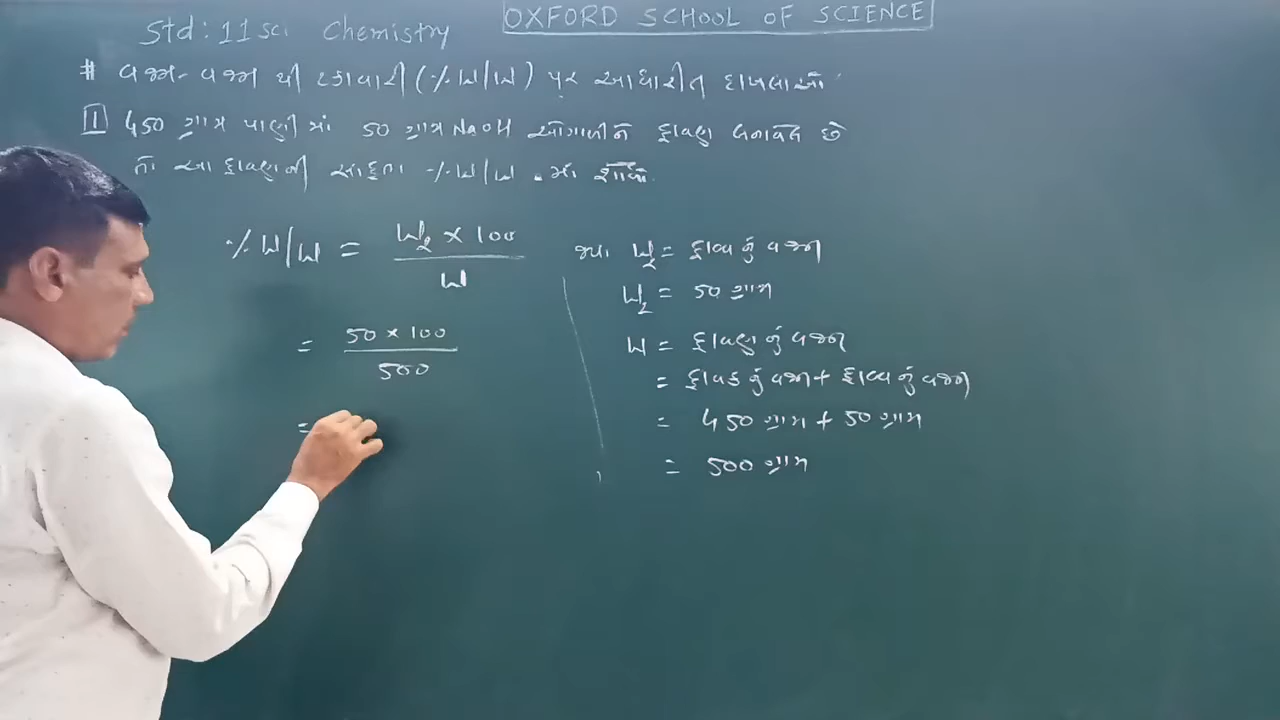 OXFORD SCHOOL OF SCIENCE
Std : 11 Sci Chemistry
# વજન-વજન થી ટકાવારી (% W/W) પર આધારીત દાખલાઓ
1 450 ગ્રામ પાણી માં 50 ગ્રામ NaOH ઓગાળીને દ્રાવણ બનાવેલ છે
તો આ દ્રાવણની સાંદ્રતા % W/W માં શોધો.
% W/W = W₂ × 100 / W
= 50 × 100 / 500
=
જ્યાં W₂ = દ્રાવ્યનું વજન
W₂ = 50 ગ્રામ
W = દ્રાવણનું વજન
= દ્રાવકનું વજન + દ્રાવ્યનું વજન
= 450 ગ્રામ + 50 ગ્રામ
= 500 ગ્રામ